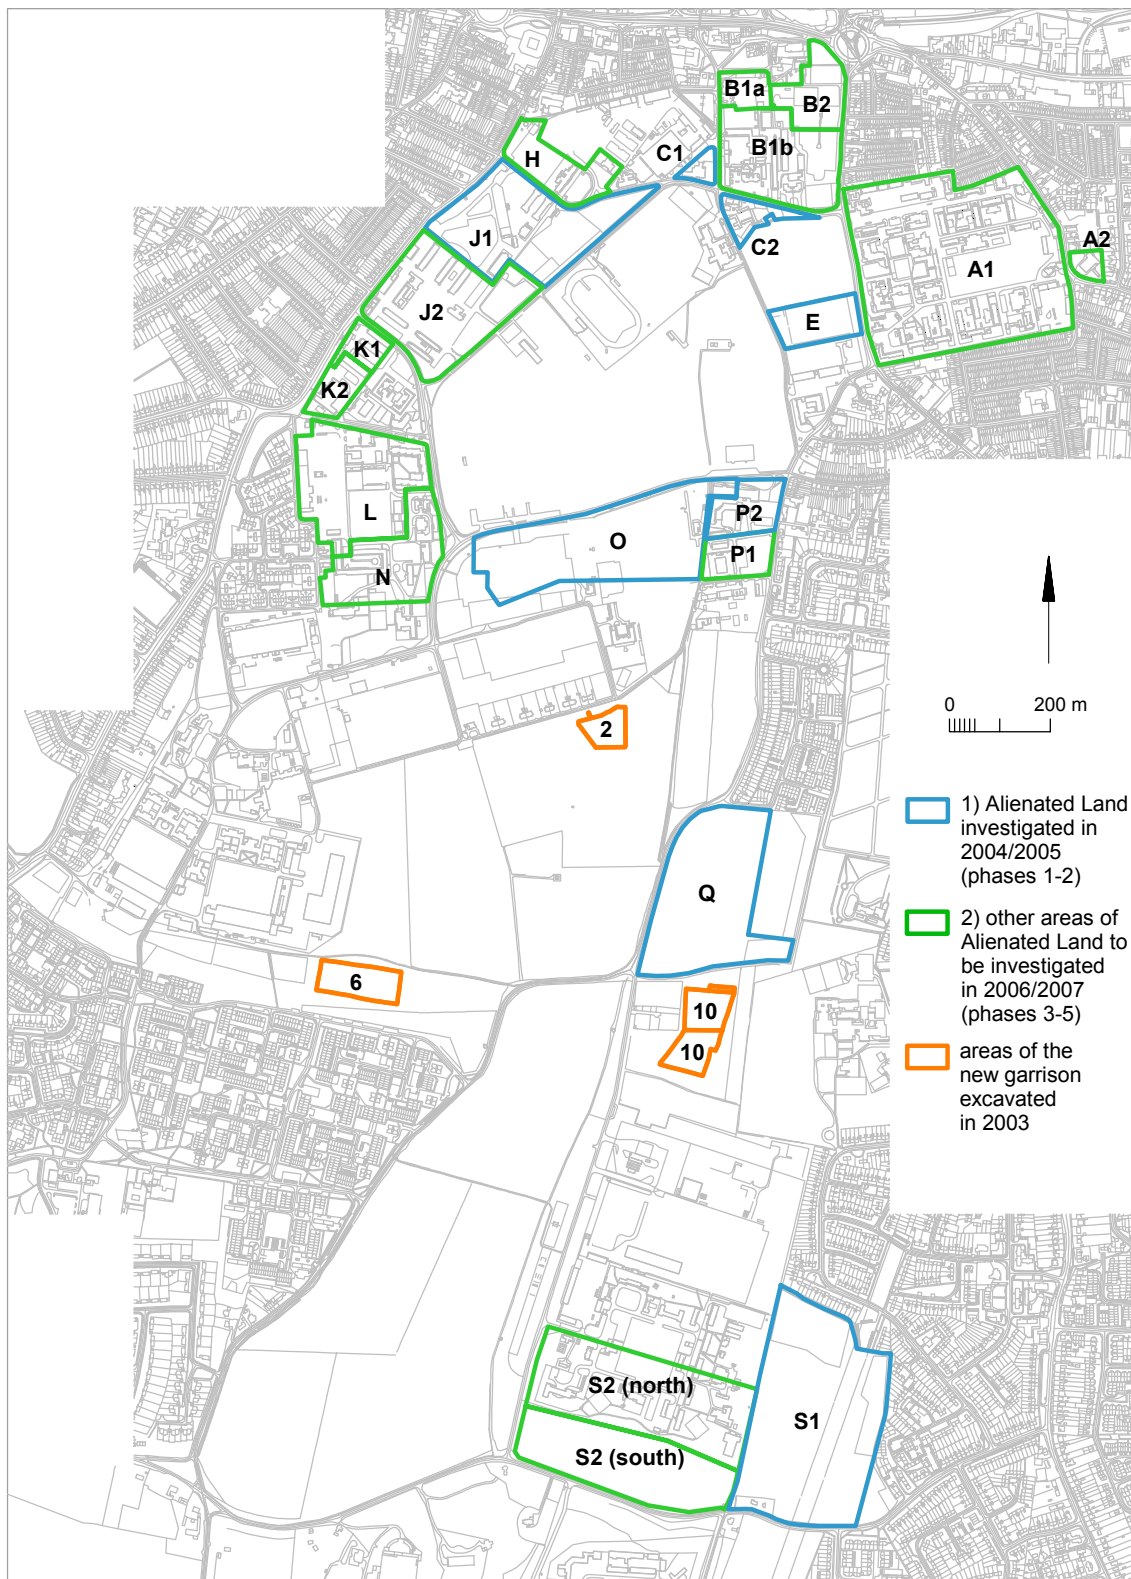 B1a
B2
B1b
C1
H
J1
C2
A2
A1
E
J2
K1
K2
L
P2
O
P1
N
2
0 200 m
1) Alienated Land
investigated in
2004/2005
(phases 1-2)
Q
2) other areas of
Alienated Land to
be investigated
in 2006/2007
(phases 3-5)
6
10
10
areas of the
new garrison
excavated
in 2003
S2 (north)
S1
S2 (south)